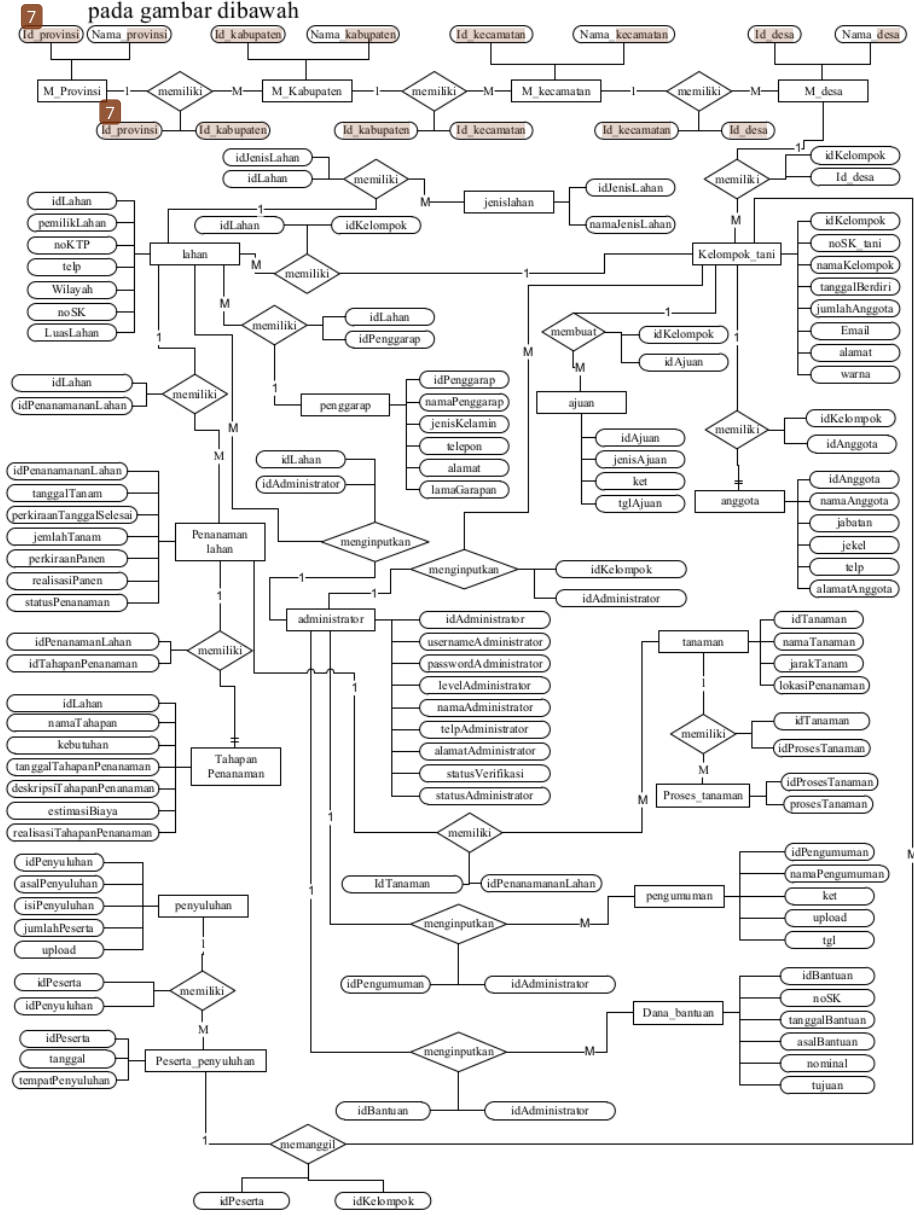 7
pada gambar dibawah
Id_provinsi Nama_provinsi Id_kabupaten Nama_kabupaten Id_kecamatan Nama_kecamatan Id_desa Nama_desa
M_Provinsi 1 memiliki M M_Kabupaten 1 memiliki M M_kecamatan 1 memiliki M M_desa
7
Id_provinsi Id_kabupaten Id_kabupaten Id_kecamatan Id_kecamatan Id_desa
1
idJenisLahan
idLahan
memiliki
M
jenislahan
idJenisLahan
namaJenisLahan
memiliki
idKelompok
Id_desa
M
1
idLahan
pemilikLahan
noKTP
telp
Wilayah
noSK
LuasLahan
lahan
idLahan idKelompok
M
memiliki
1
Kelompok_tani
idKelompok
noSK_tani
namaKelompok
tanggalBerdiri
jumlahAnggota
Email
alamat
warna
M
memiliki
idLahan
idPenggarap
1
penggarap
idPenggarap
namaPenggarap
jenisKelamin
telepon
alamat
lamaGarapan
1
membuat
idKelompok
idAjuan
M
ajuan
idAjuan
jenisAjuan
ket
tglAjuan
1
memiliki
idKelompok
idAnggota
anggota
idAnggota
namaAnggota
jabatan
jekel
telp
alamatAnggota
1
idLahan
idPenanamananLahan
memiliki
M
M
idLahan
idAdministrator
menginputkan
1
M
menginputkan
idKelompok
idAdministrator
1
idPenanamananLahan
tanggalTanam
perkiraanTanggalSelesai
jemlahTanam
perkiraanPanen
realisasiPanen
statusPenanaman
Penanaman
lahan
1
idPenanamanLahan
idTahapanPenanaman
memiliki
idLahan
namaTahapan
kebutuhan
tanggalTahapanPenanaman
deskripsiTahapanPenanaman
estimasiBiaya
realisasiTahapanPenanaman
Tahapan
Penanaman
administrator
idAdministrator
usernameAdministrator
passwordAdministrator
levelAdministrator
namaAdministrator
telpAdministrator
alamatAdministrator
statusVerifikasi
statusAdministrator
tanaman
idTanaman
namaTanaman
jarakTanam
lokasiPenanaman
1
memiliki
idTanaman
idProsesTanaman
M
Proses_tanaman
idProsesTanaman
prosesTanaman
1
M
memiliki
IdTanaman idPenanamananLahan
idPenyuluhan
asalPenyuluhan
isiPenyuluhan
jumlahPeserta
upload
penyuluhan
1
idPeserta
idPenyuluhan
memiliki
M
idPeserta
tanggal
tempatPenyuluhan
Peserta_penyuluhan
1
menginputkan
M
pengumuman
idPengumuman
namaPengumuman
ket
upload
tgl
idPengumuman idAdministrator
1
menginputkan
M
Dana_bantuan
idBantuan
noSK
tanggalBantuan
asalBantuan
nominal
tujuan
idBantuan idAdministrator
1
memanggil
M
idPeserta idKelompok